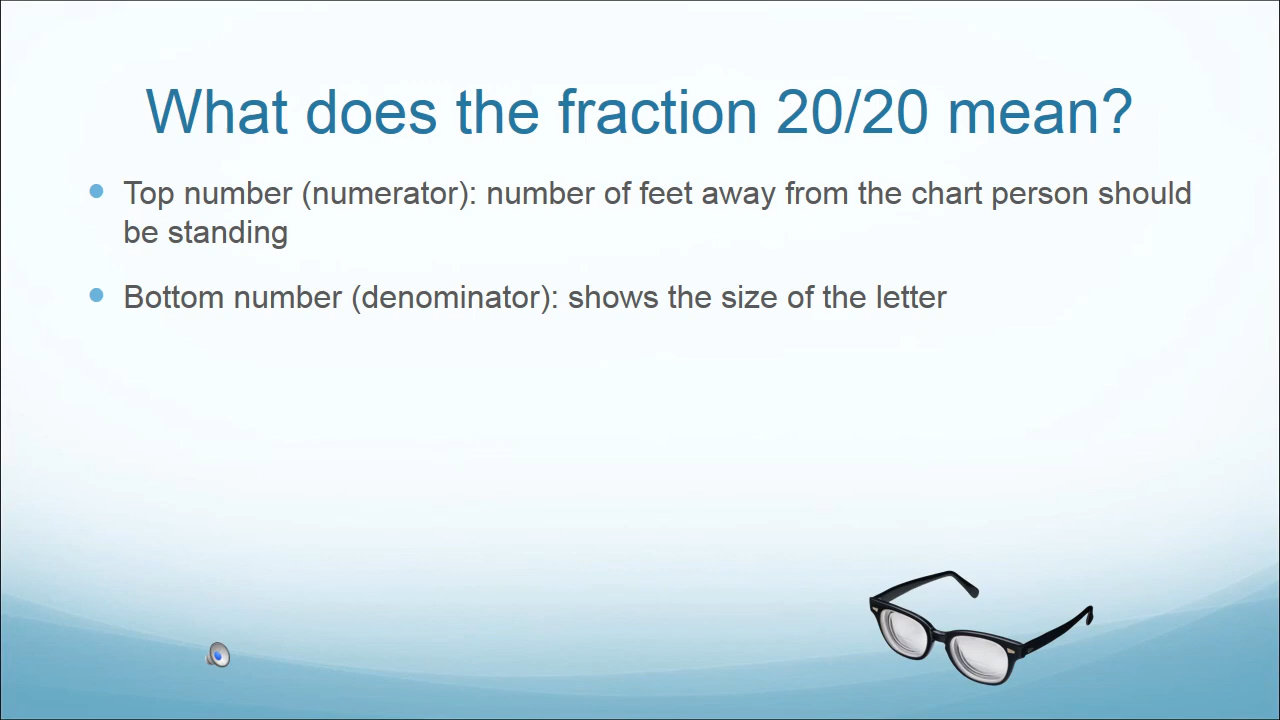 What does the fraction 20/20 mean?
Top number (numerator): number of feet away from the chart person should
be standing
Bottom number (denominator): shows the size of the letter